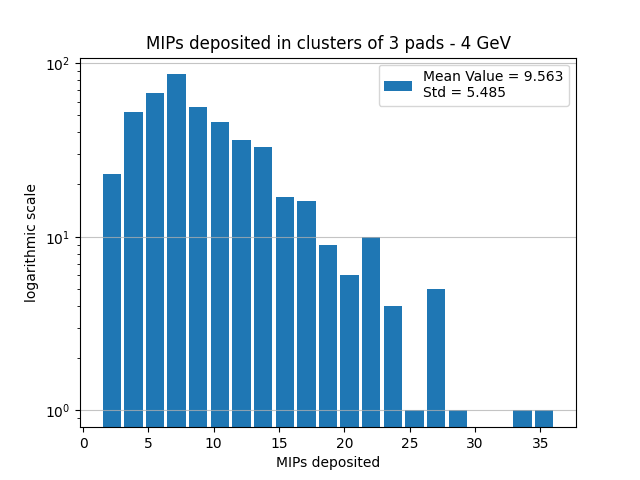 MIPs deposited in clusters of 3 pads - 4 GeV
Mean Value = 9.563
Std = 5.485
logarithmic scale
10²
10¹
10⁰
0 5 10 15 20 25 30 35
MIPs deposited